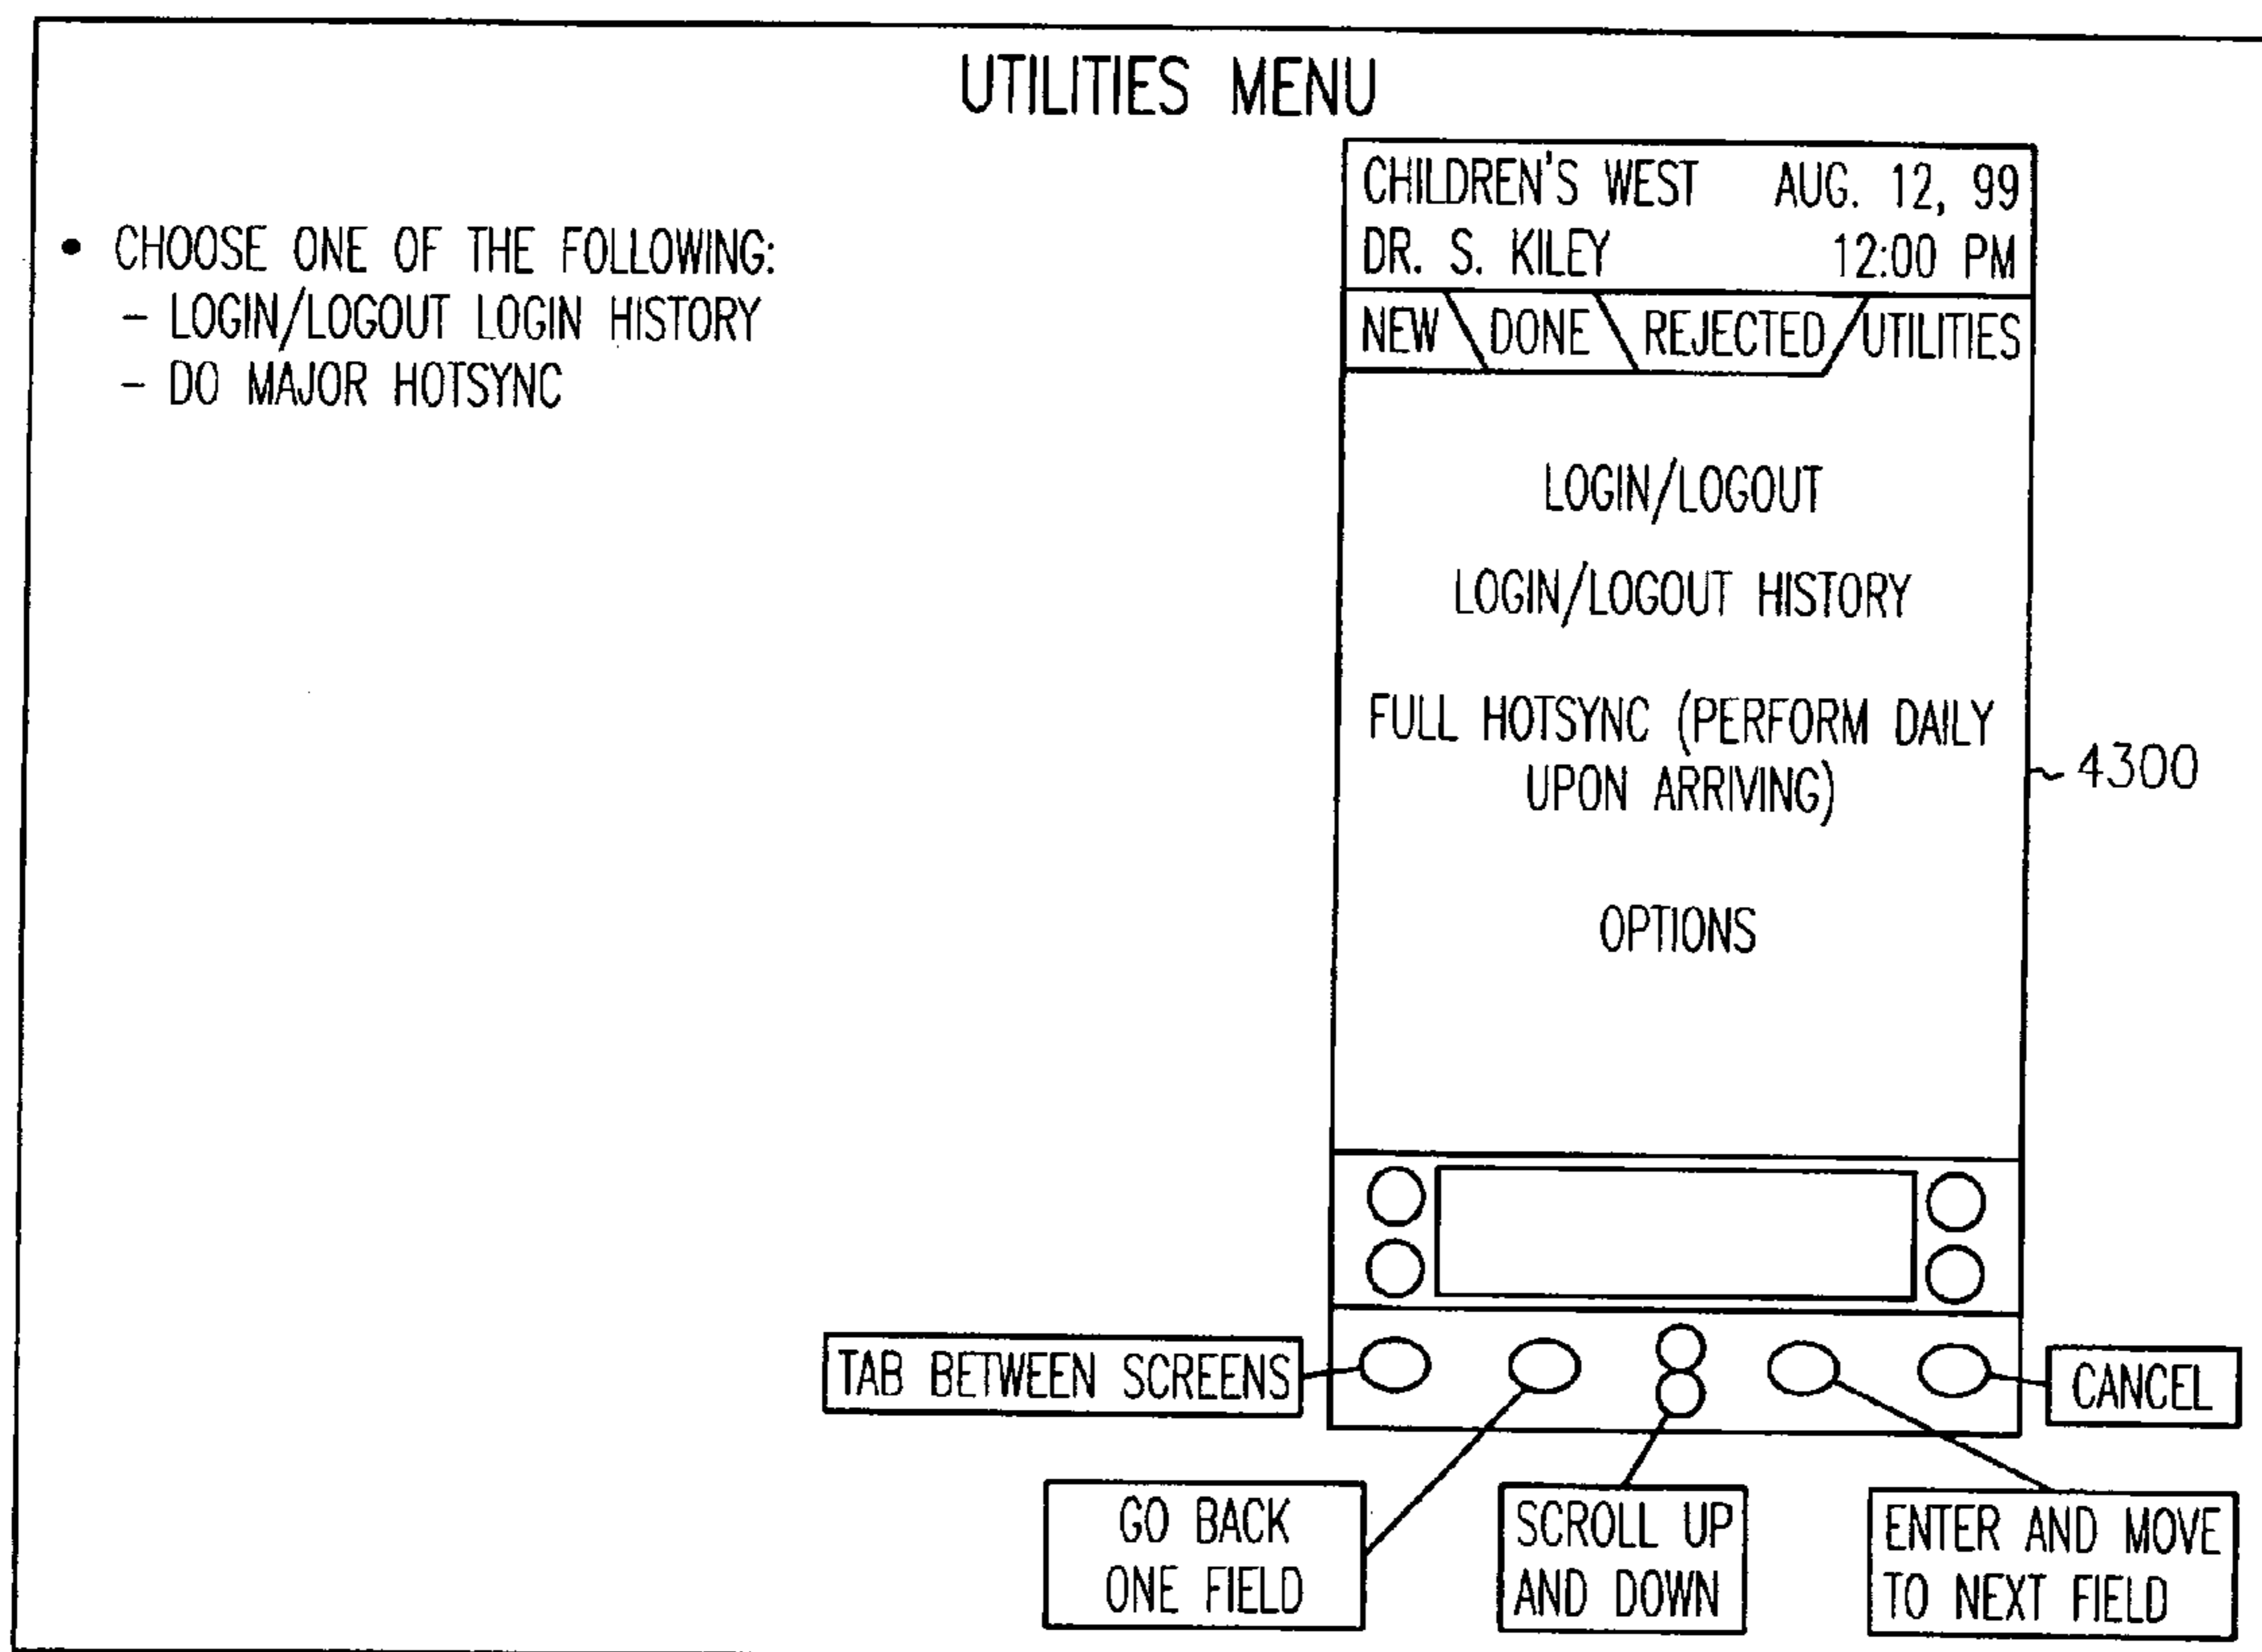 UTILITIES MENU
• CHOOSE ONE OF THE FOLLOWING:
– LOGIN/LOGOUT LOGIN HISTORY
– DO MAJOR HOTSYNC
CHILDREN'S WEST AUG. 12, 99
DR. S. KILEY 12:00 PM
NEW DONE REJECTED UTILITIES
LOGIN/LOGOUT
LOGIN/LOGOUT HISTORY
FULL HOTSYNC (PERFORM DAILY
UPON ARRIVING)
4300
OPTIONS
TAB BETWEEN SCREENS
CANCEL
GO BACK
ONE FIELD
SCROLL UP
AND DOWN
ENTER AND MOVE
TO NEXT FIELD